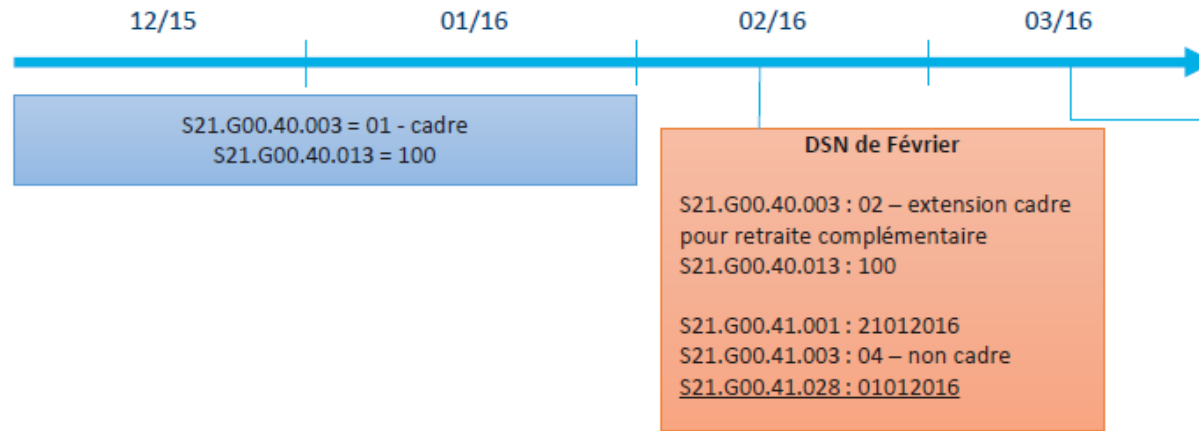 12/15 01/16 02/16 03/16
S21.G00.40.003 = 01 - cadre
S21.G00.40.013 = 100
DSN de Février
S21.G00.40.003 : 02 – extension cadre
pour retraite complémentaire
S21.G00.40.013 : 100
S21.G00.41.001 : 21012016
S21.G00.41.003 : 04 – non cadre
S21.G00.41.028 : 01012016